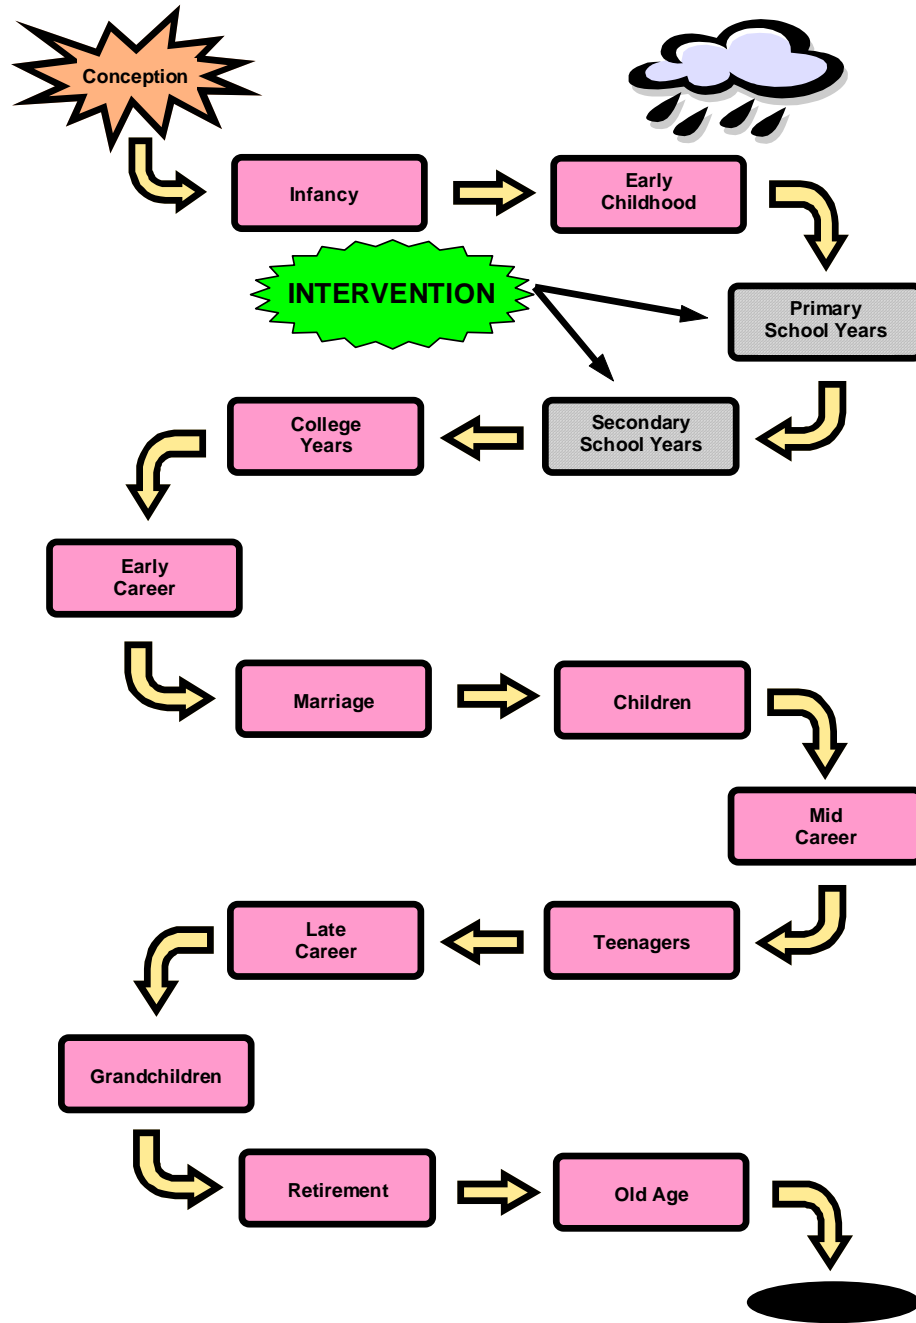 Conception
Infancy
Early
Childhood
INTERVENTION
Primary
School Years
Secondary
School Years
College
Years
Early
Career
Marriage
Children
Mid
Career
Teenagers
Late
Career
Grandchildren
Retirement
Old Age